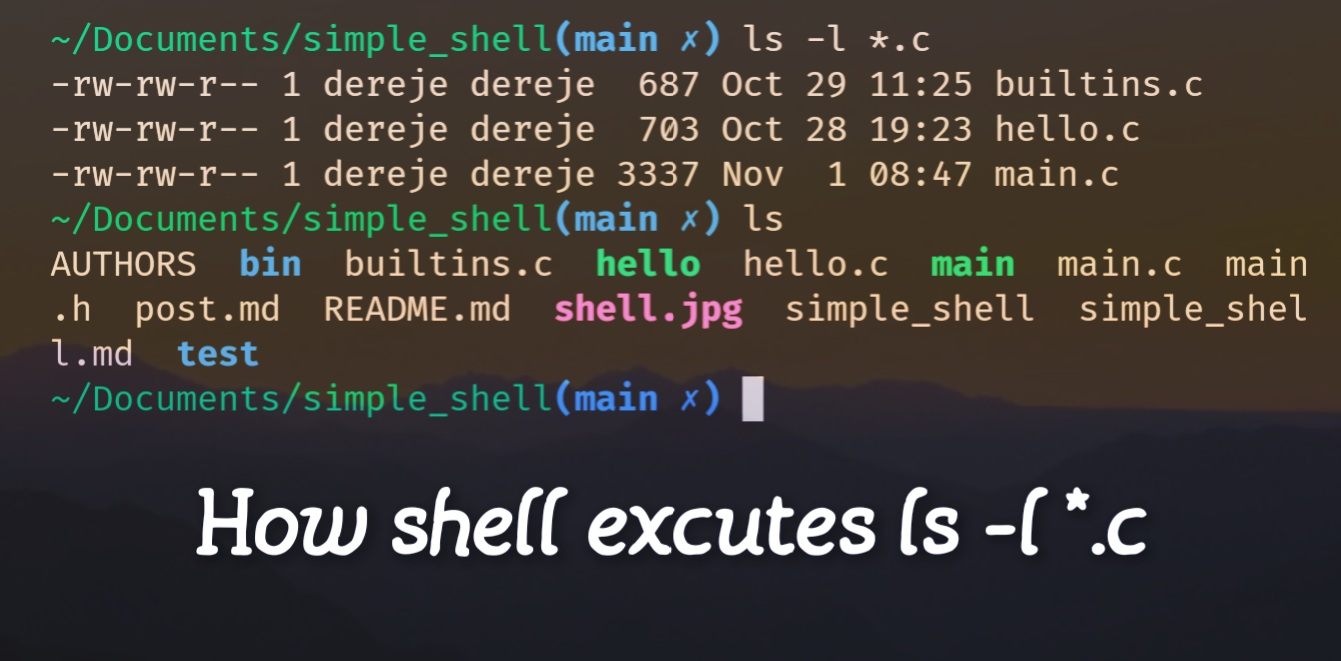 ~/Documents/simple_shell(main ✗) ls -l *.c
-rw-rw-r-- 1 dereje dereje  687 Oct 29 11:25 builtins.c
-rw-rw-r-- 1 dereje dereje  703 Oct 28 19:23 hello.c
-rw-rw-r-- 1 dereje dereje 3337 Nov  1 08:47 main.c
~/Documents/simple_shell(main ✗) ls
AUTHORS  bin  builtins.c  hello  hello.c  main  main.c  main
.h  post.md  README.md  shell.jpg  simple_shell  simple_shel
l.md  test
~/Documents/simple_shell(main ✗)
How shell excutes ls -l *.c